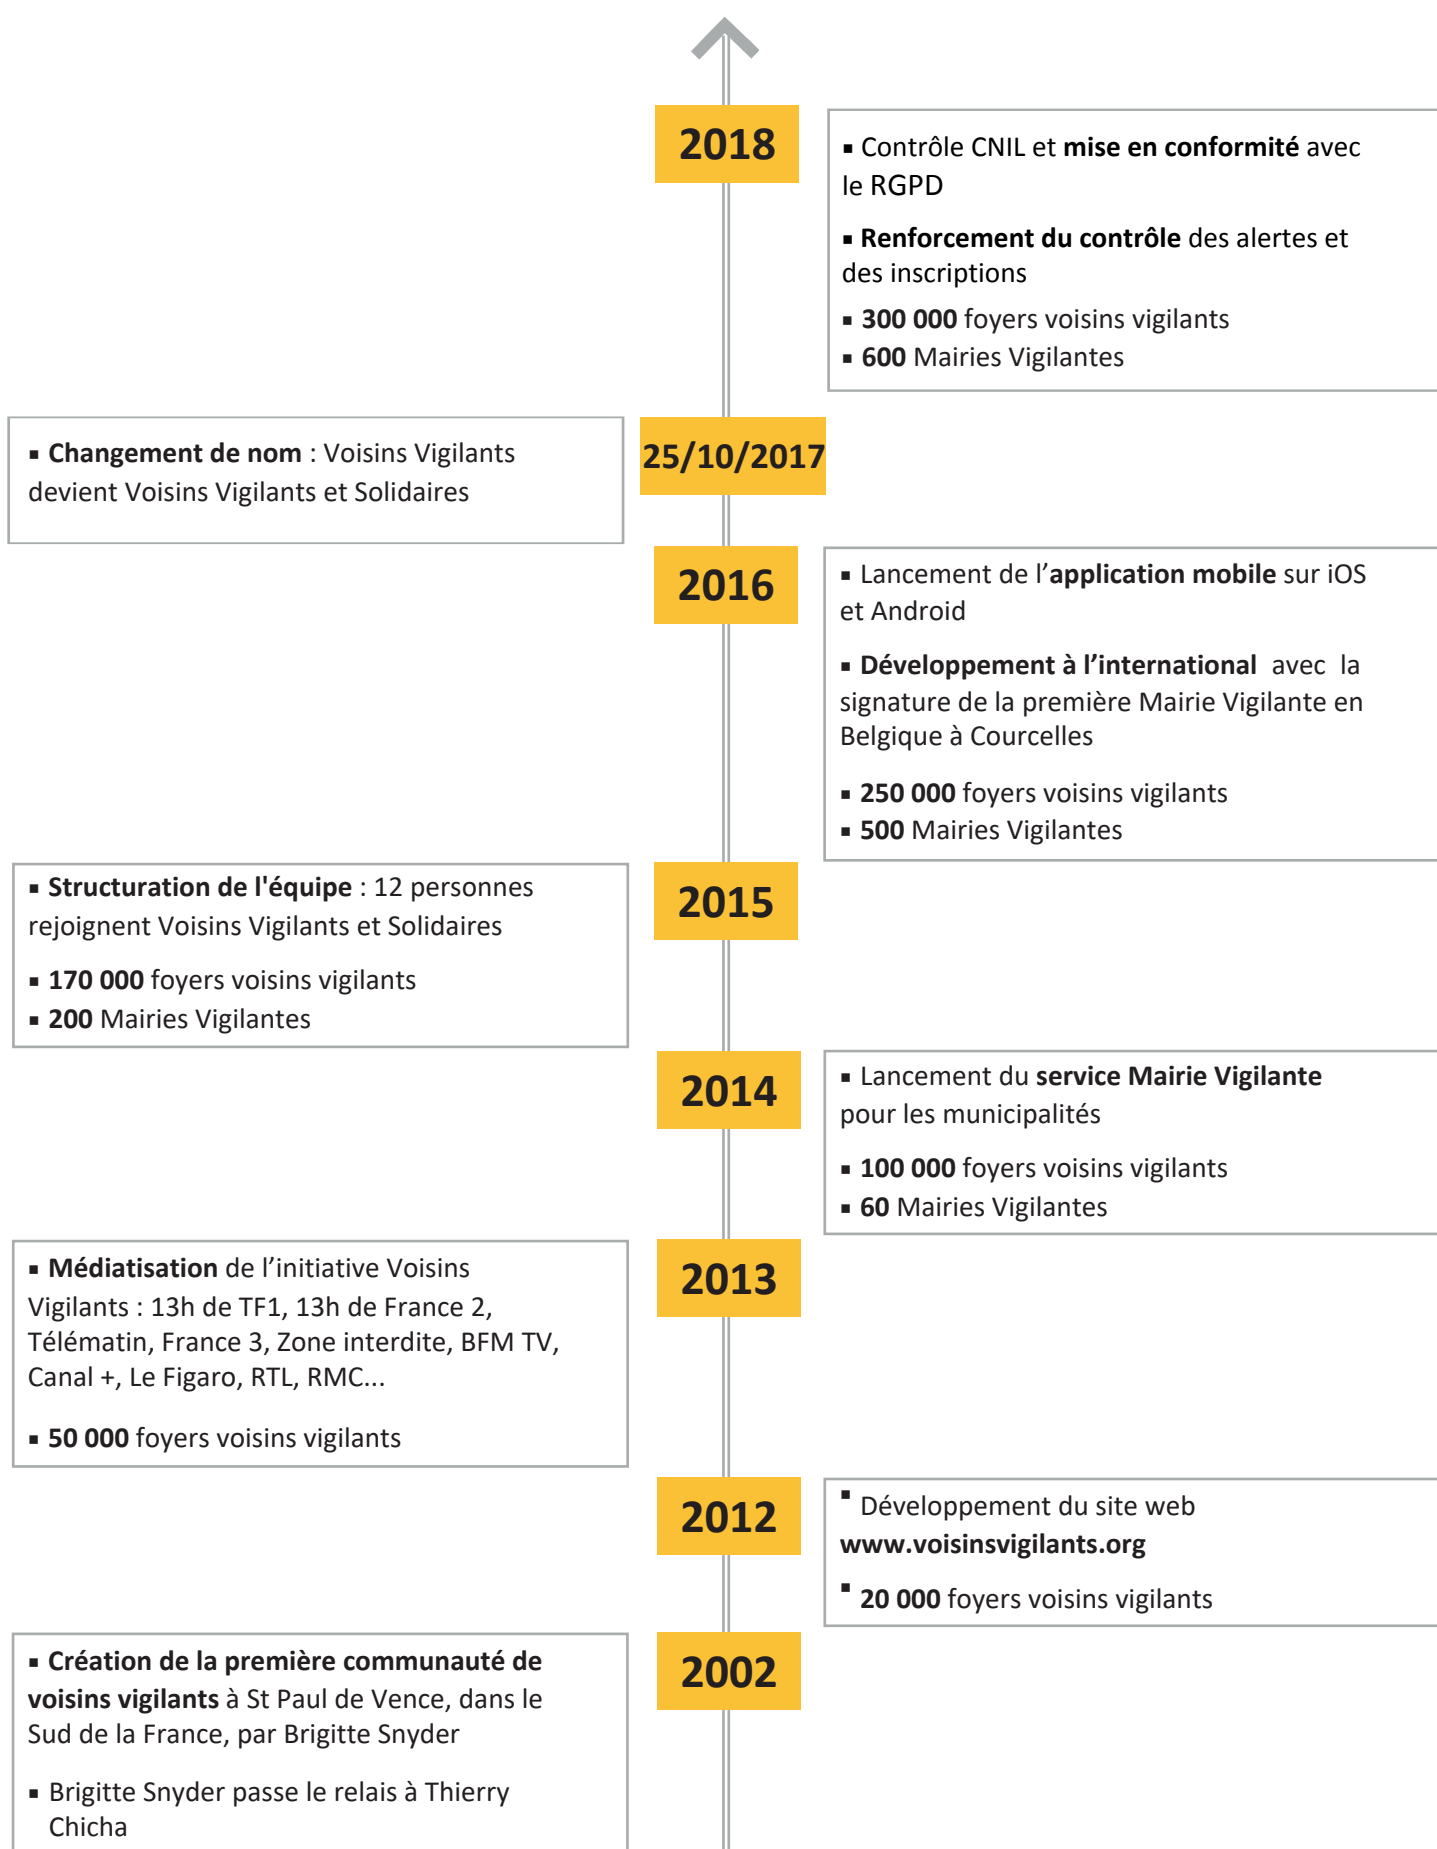 2018
▪ Contrôle CNIL et mise en conformité avec
le RGPD
▪ Renforcement du contrôle des alertes et
des inscriptions
▪ 300 000 foyers voisins vigilants
▪ 600 Mairies Vigilantes
25/10/2017
▪ Changement de nom : Voisins Vigilants
devient Voisins Vigilants et Solidaires
2016
▪ Lancement de l’application mobile sur iOS
et Android
▪ Développement à l’international avec la
signature de la première Mairie Vigilante en
Belgique à Courcelles
▪ 250 000 foyers voisins vigilants
▪ 500 Mairies Vigilantes
2015
▪ Structuration de l'équipe : 12 personnes
rejoignent Voisins Vigilants et Solidaires
▪ 170 000 foyers voisins vigilants
▪ 200 Mairies Vigilantes
2014
▪ Lancement du service Mairie Vigilante
pour les municipalités
▪ 100 000 foyers voisins vigilants
▪ 60 Mairies Vigilantes
2013
▪ Médiatisation de l’initiative Voisins
Vigilants : 13h de TF1, 13h de France 2,
Télématin, France 3, Zone interdite, BFM TV,
Canal +, Le Figaro, RTL, RMC...
▪ 50 000 foyers voisins vigilants
2012
▪ Développement du site web
www.voisinsvigilants.org
▪ 20 000 foyers voisins vigilants
2002
▪ Création de la première communauté de
voisins vigilants à St Paul de Vence, dans le
Sud de la France, par Brigitte Snyder
▪ Brigitte Snyder passe le relais à Thierry
Chicha